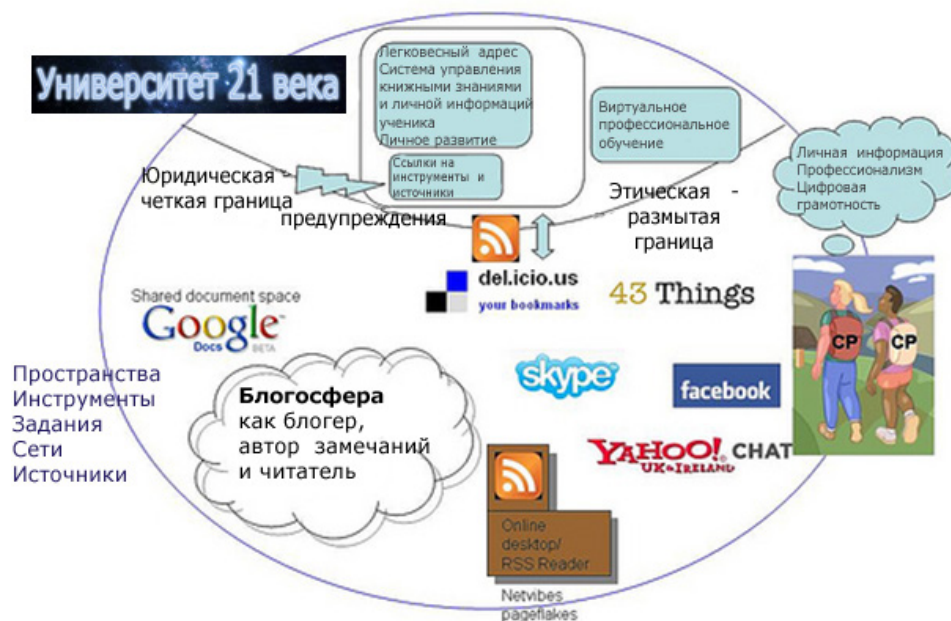 Университет 21 века
Легковесный адрес
Система управления
книжными знаниями
и личной информаций
ученика
Личное развитие
Ссылки на
инструменты и
источники
Виртуальное
профессиональное
обучение
Личная информация
Профессионализм
Цифровая
грамотность
Юридическая -
четкая граница
предупреждения
Этическая -
размытая
граница
del.icio.us
your bookmarks
43 Things
Shared document space
Google™
Docs BETA
CP
CP
skype™
facebook
Пространства
Инструменты
Задания
Сети
Источники
Блогосфера
как блогер,
автор замечаний
и читатель
YAHOO! CHAT
UK & IRELAND
Online
desktop/
RSS Reader
Netvibes
pageflakes